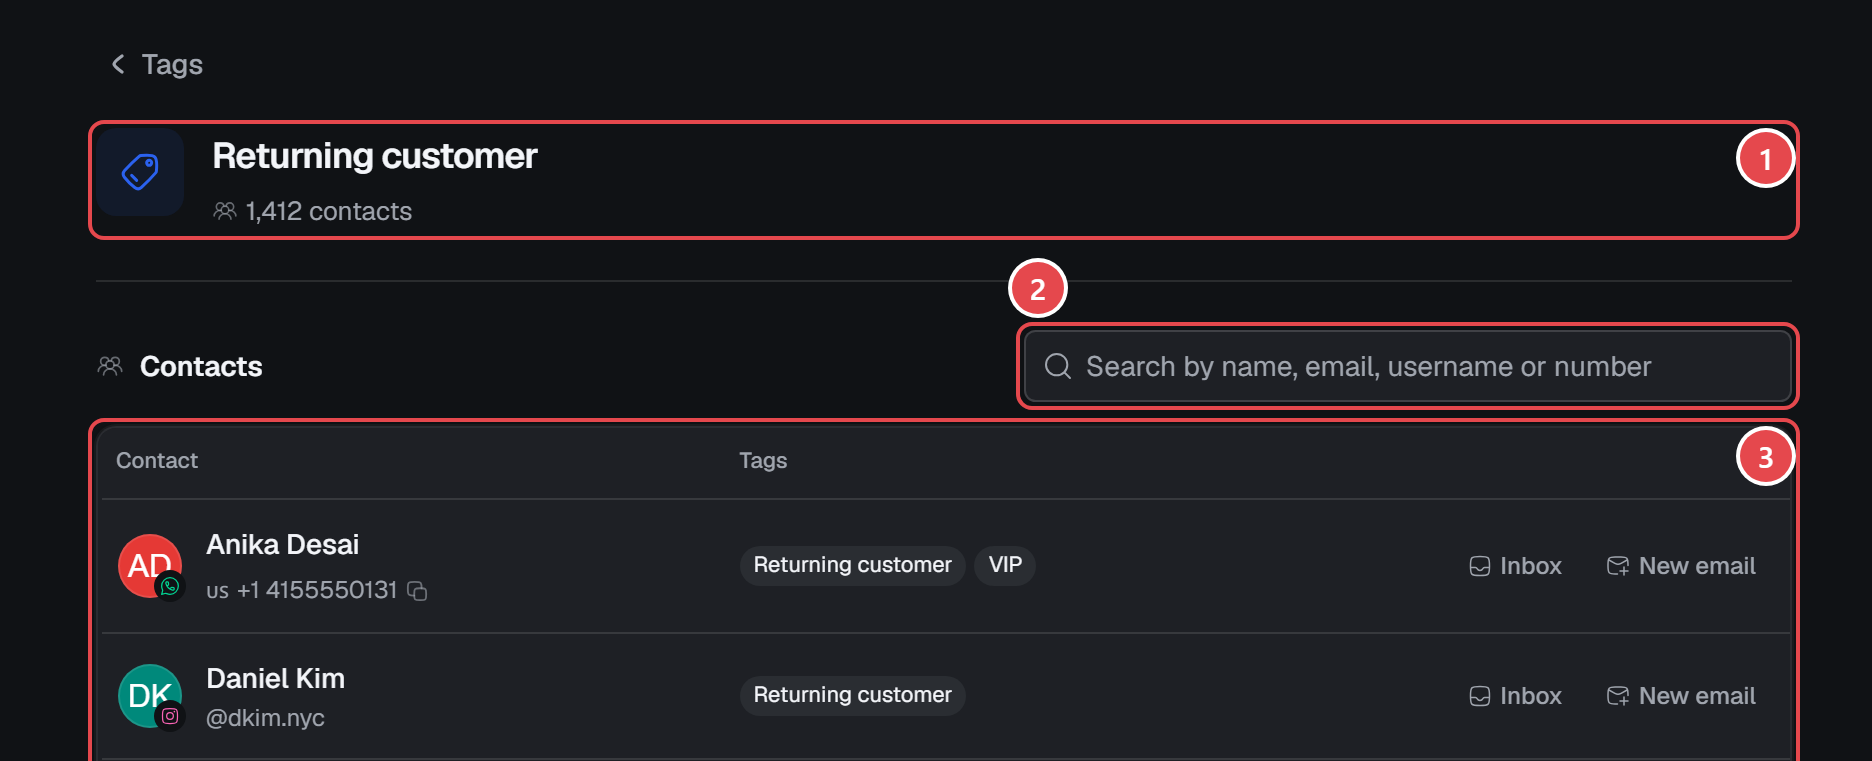 Tags
Returning customer
1
1,412 contacts
2
Contacts
Search by name, email, username or number
Contact
Tags
3
AD
Anika Desai
us +1 4155550131
Returning customer
VIP
Inbox
New email
DK
Daniel Kim
@dkim.nyc
Returning customer
Inbox
New email